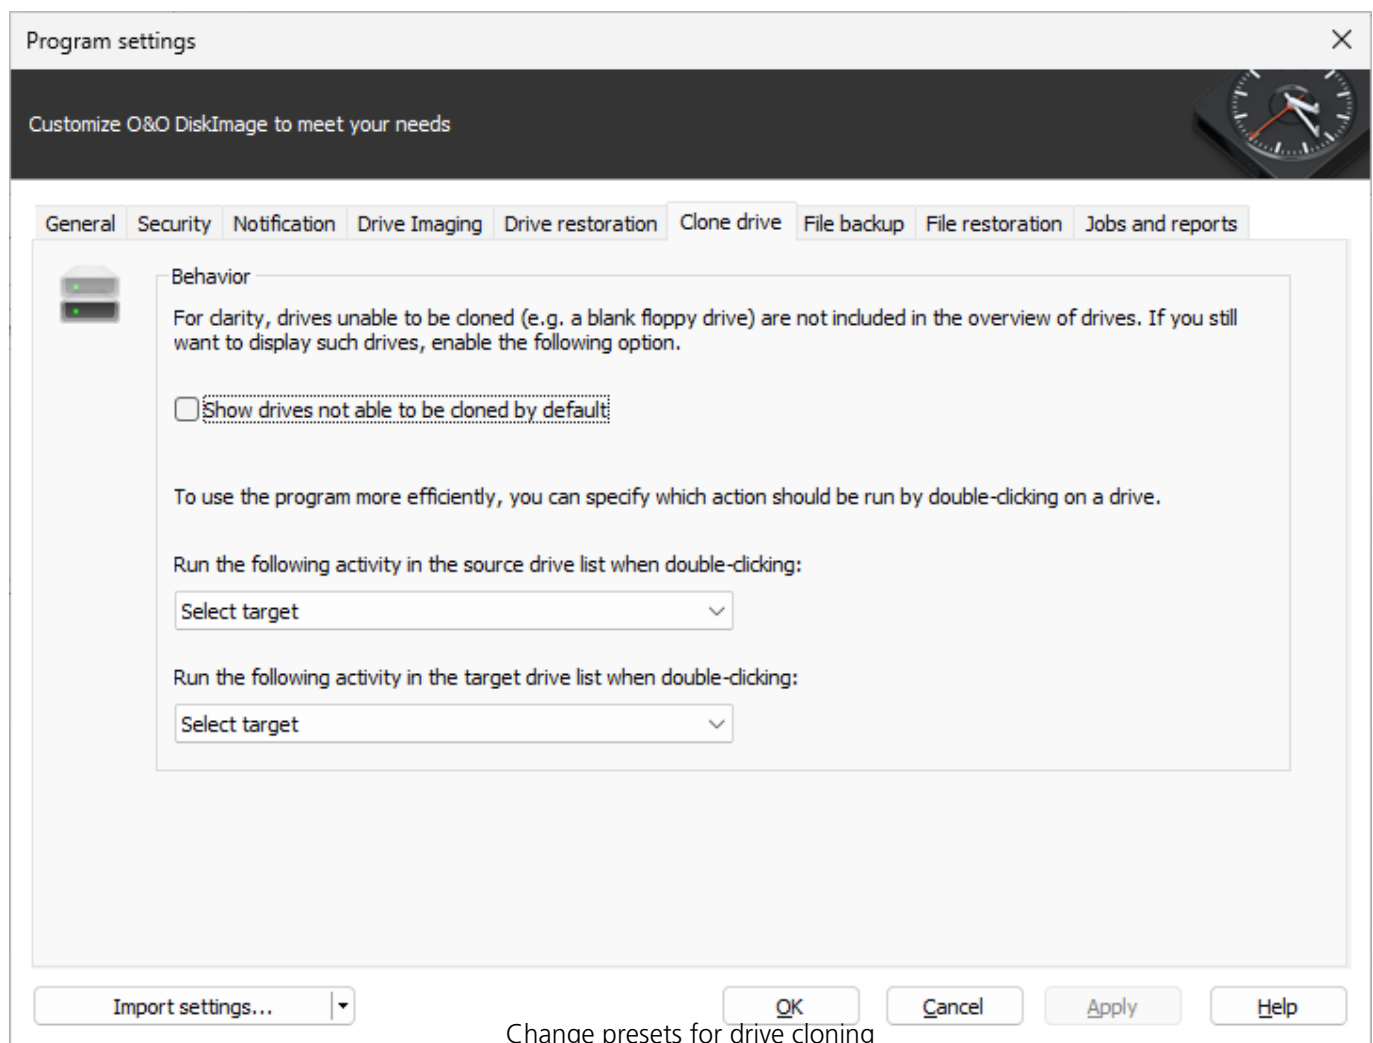 Program settings
Customize O&O DiskImage to meet your needs
General Security Notification Drive Imaging Drive restoration Clone drive File backup File restoration Jobs and reports
Behavior
For clarity, drives unable to be cloned (e.g. a blank floppy drive) are not included in the overview of drives. If you still
want to display such drives, enable the following option.
Show drives not able to be cloned by default
To use the program more efficiently, you can specify which action should be run by double-clicking on a drive.
Run the following activity in the source drive list when double-clicking:
Select target
Run the following activity in the target drive list when double-clicking:
Select target
Import settings... OK Cancel Apply Help
Change presets for drive cloning